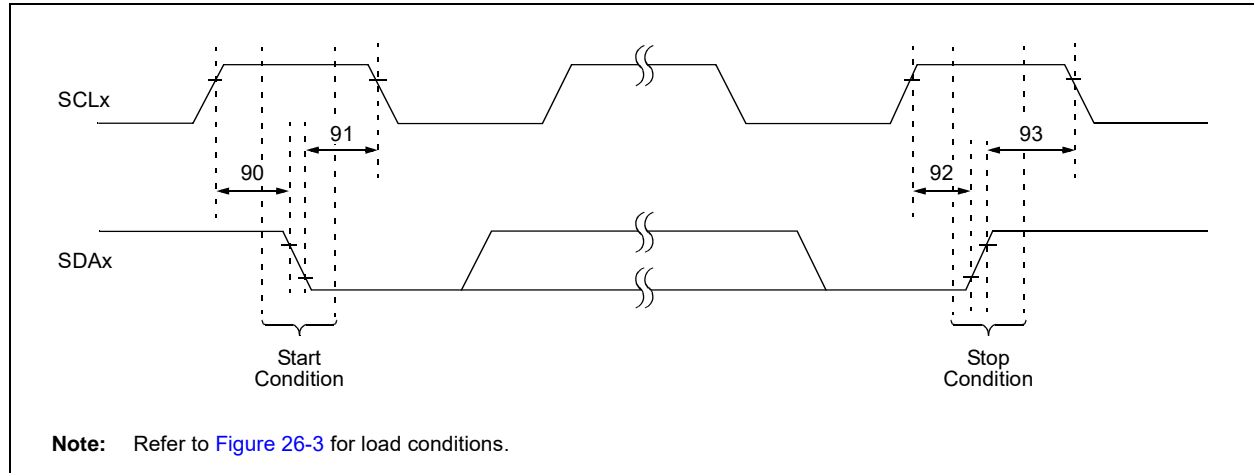 SCLx
91
93
90
92
SDAx
Start
Condition
Stop
Condition
Note: Refer to Figure 26-3 for load conditions.